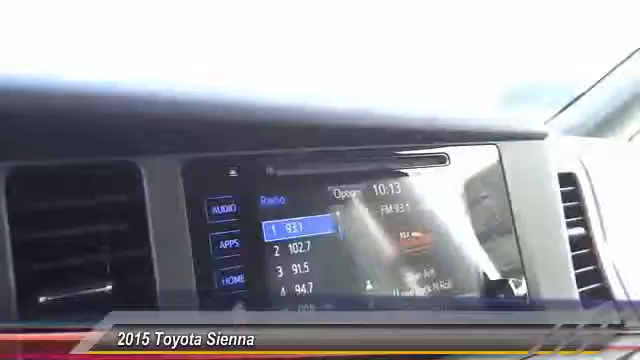 Radio
Options
10:13
AUDIO
1 93.1
FM 93.1
APPS
2 102.7
3 91.5
HOME
4 94.7
2015 Toyota Sienna